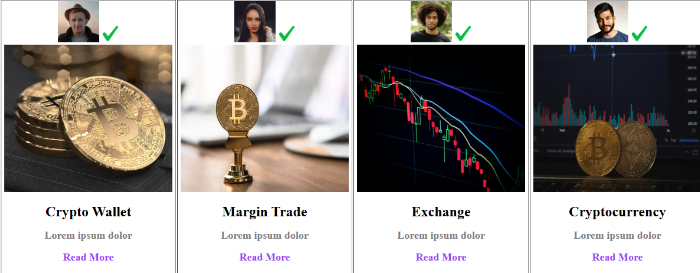 Crypto Wallet
Lorem ipsum dolor
Read More
Margin Trade
Lorem ipsum dolor
Read More
Exchange
Lorem ipsum dolor
Read More
Cryptocurrency
Lorem ipsum dolor
Read More